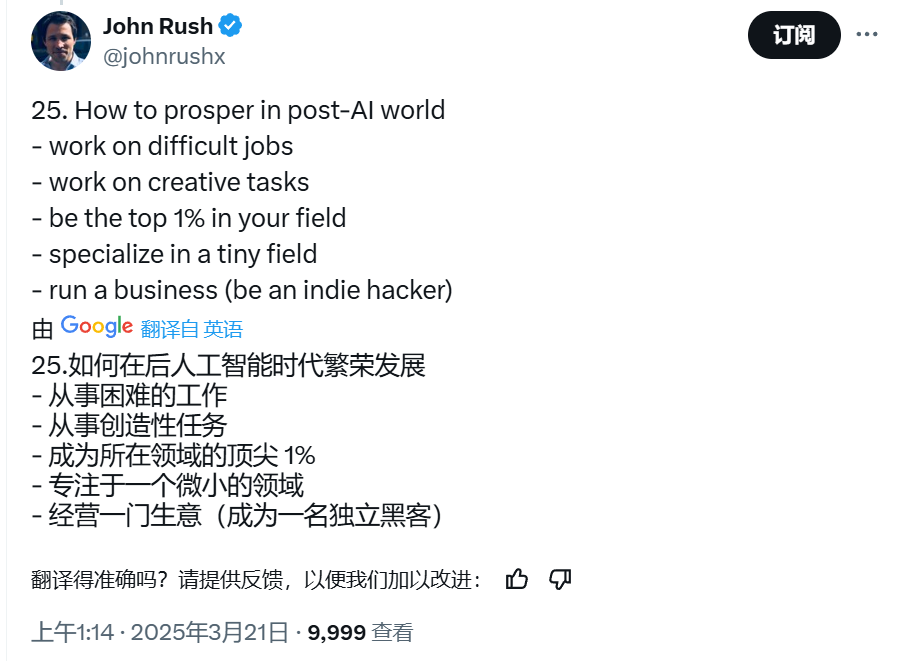 John Rush
@johnrushx
订阅
25. How to prosper in post-AI world
- work on difficult jobs
- work on creative tasks
- be the top 1% in your field
- specialize in a tiny field
- run a business (be an indie hacker)
由 Google 翻译自 英语
25.如何在后人工智能时代繁荣发展
- 从事困难的工作
- 从事创造性任务
- 成为所在领域的顶尖 1%
- 专注于一个微小的领域
- 经营一门生意（成为一名独立黑客）
翻译得准确吗？请提供反馈，以便我们加以改进：
上午1:14 · 2025年3月21日 · 9,999 查看